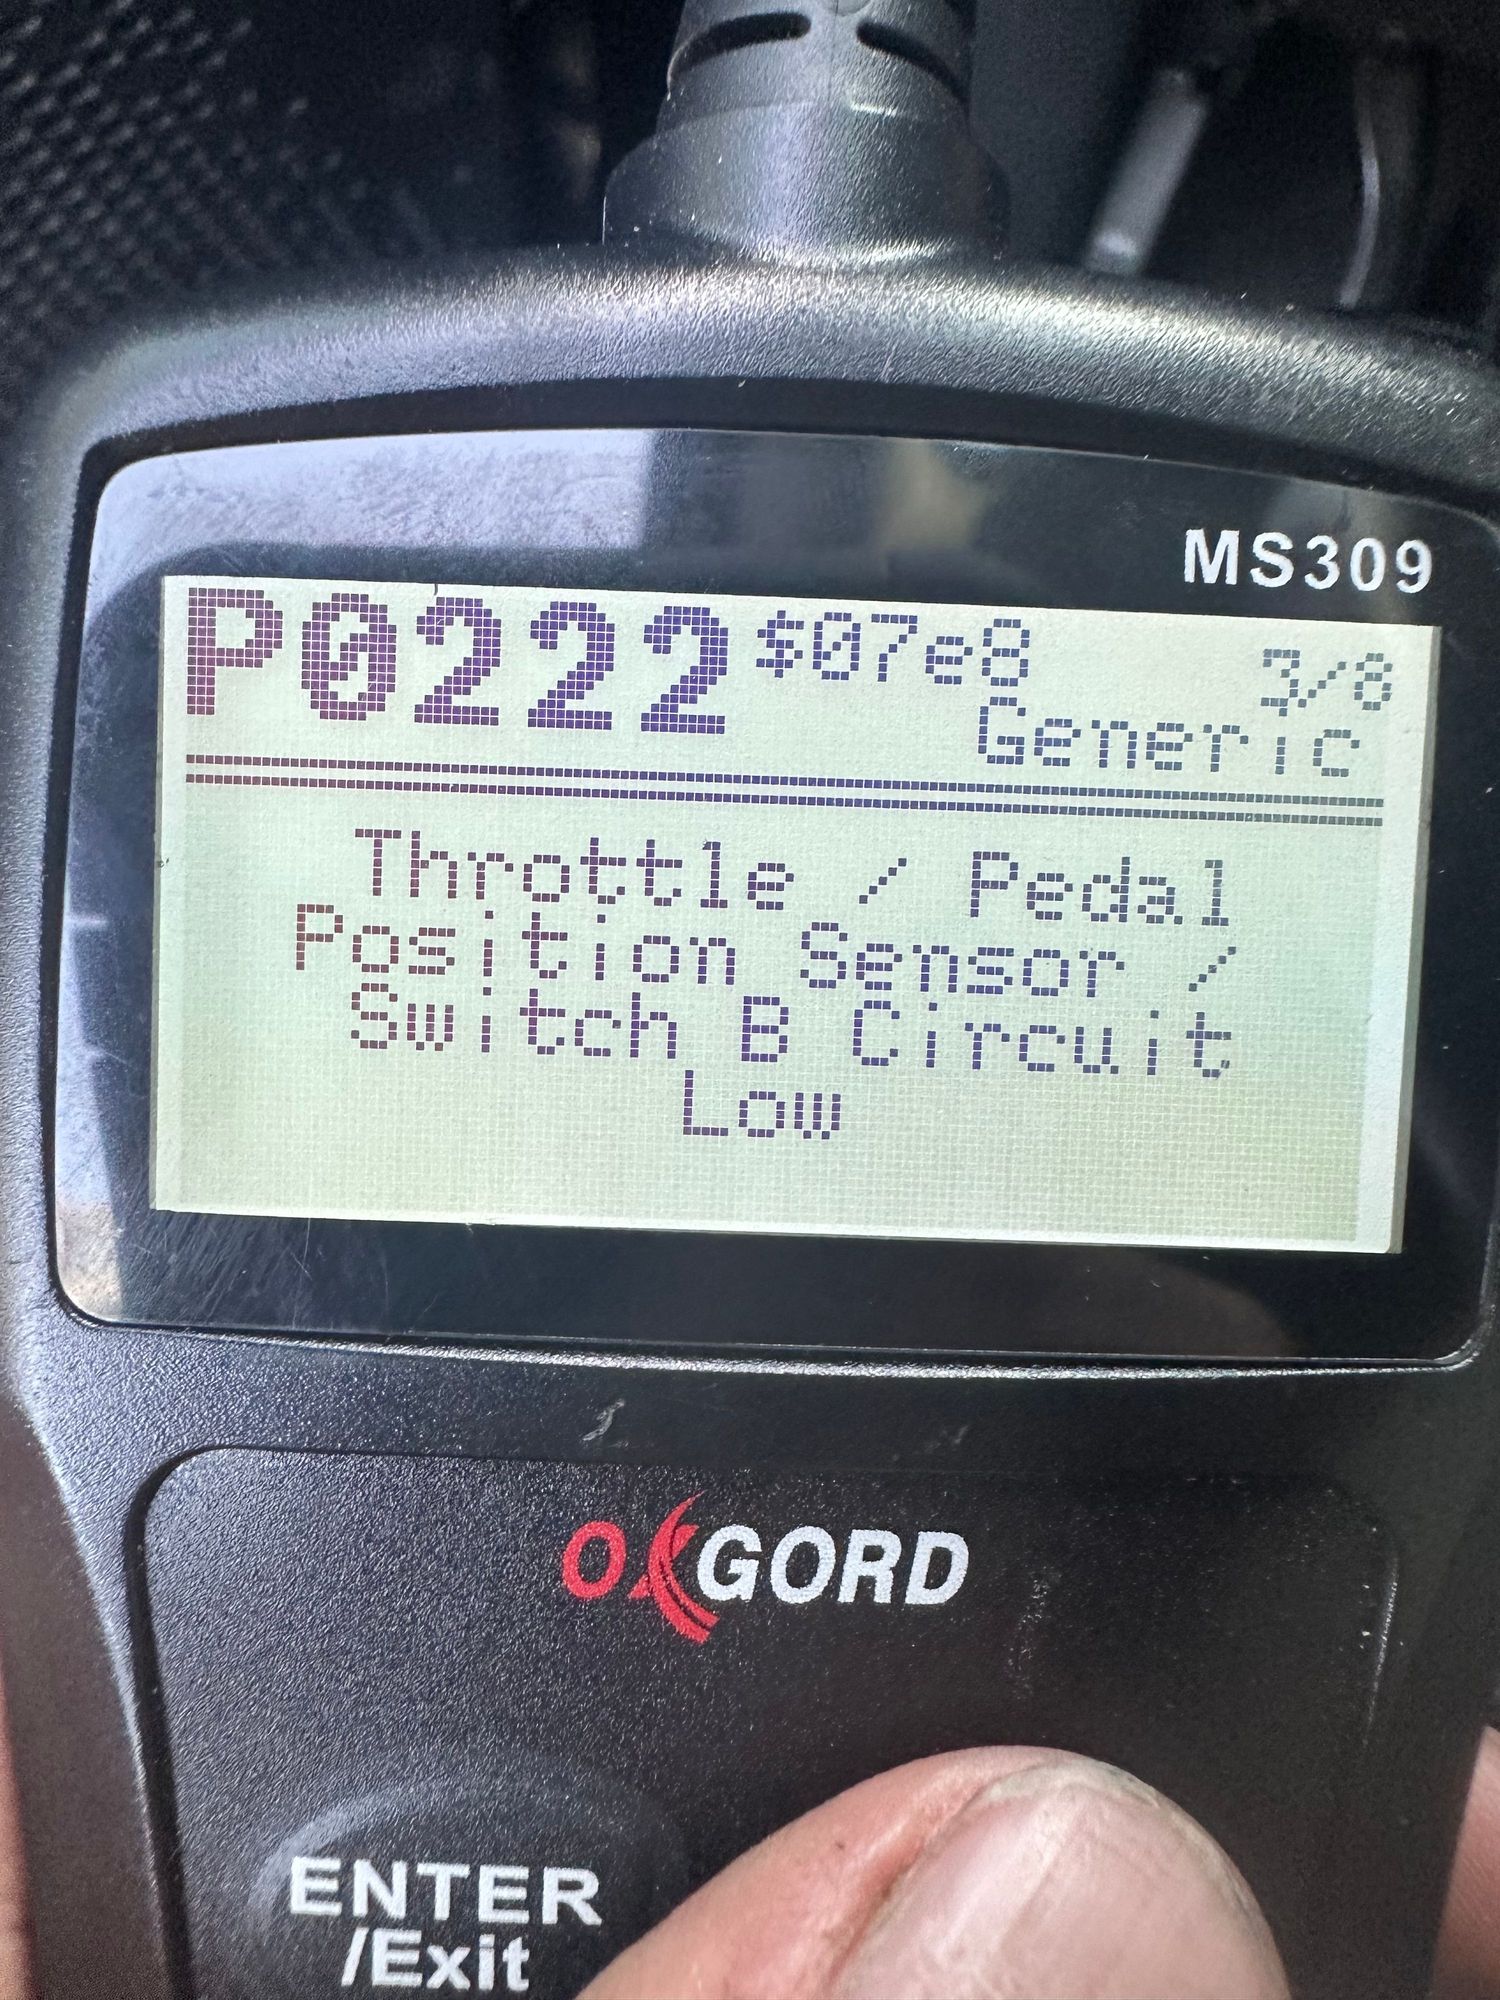 MS309
P0222 $07e8 3/8
Generic
Throttle / Pedal
Position Sensor /
Switch B Circuit
Low
OXGORD
ENTER
/Exit